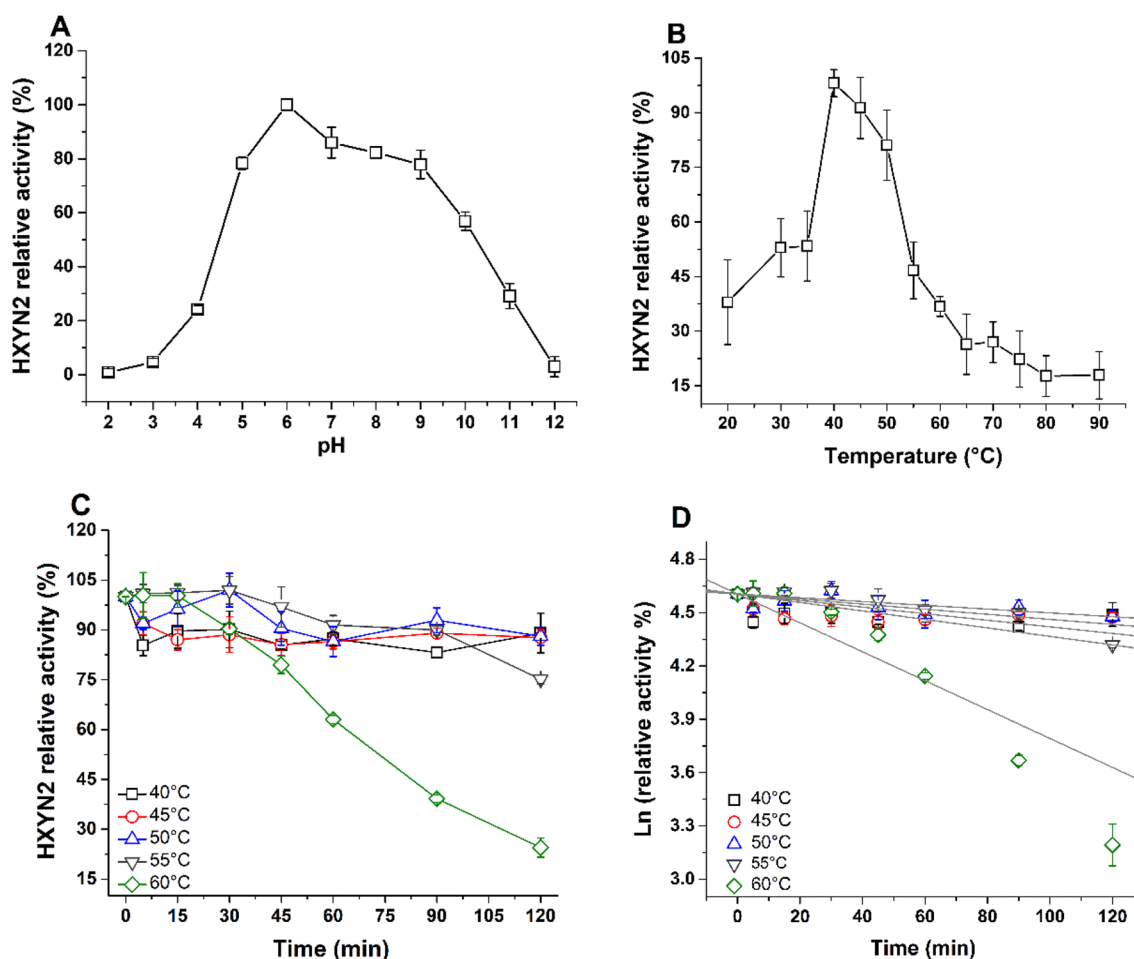 A
HXYN2 relative activity (%)
120
100
80
60
40
20
0
2 3 4 5 6 7 8 9 10 11 12
pH
B
HXYN2 relative activity (%)
105
90
75
60
45
30
15
20 30 40 50 60 70 80 90
Temperature (°C)
C
HXYN2 relative activity (%)
120
105
90
75
60
45
30
15
40°C
45°C
50°C
55°C
60°C
0 15 30 45 60 75 90 105 120
Time (min)
D
Ln (relative activity %)
4.8
4.5
4.2
3.9
3.6
3.3
3.0
40°C
45°C
50°C
55°C
60°C
0 20 40 60 80 100 120
Time (min)